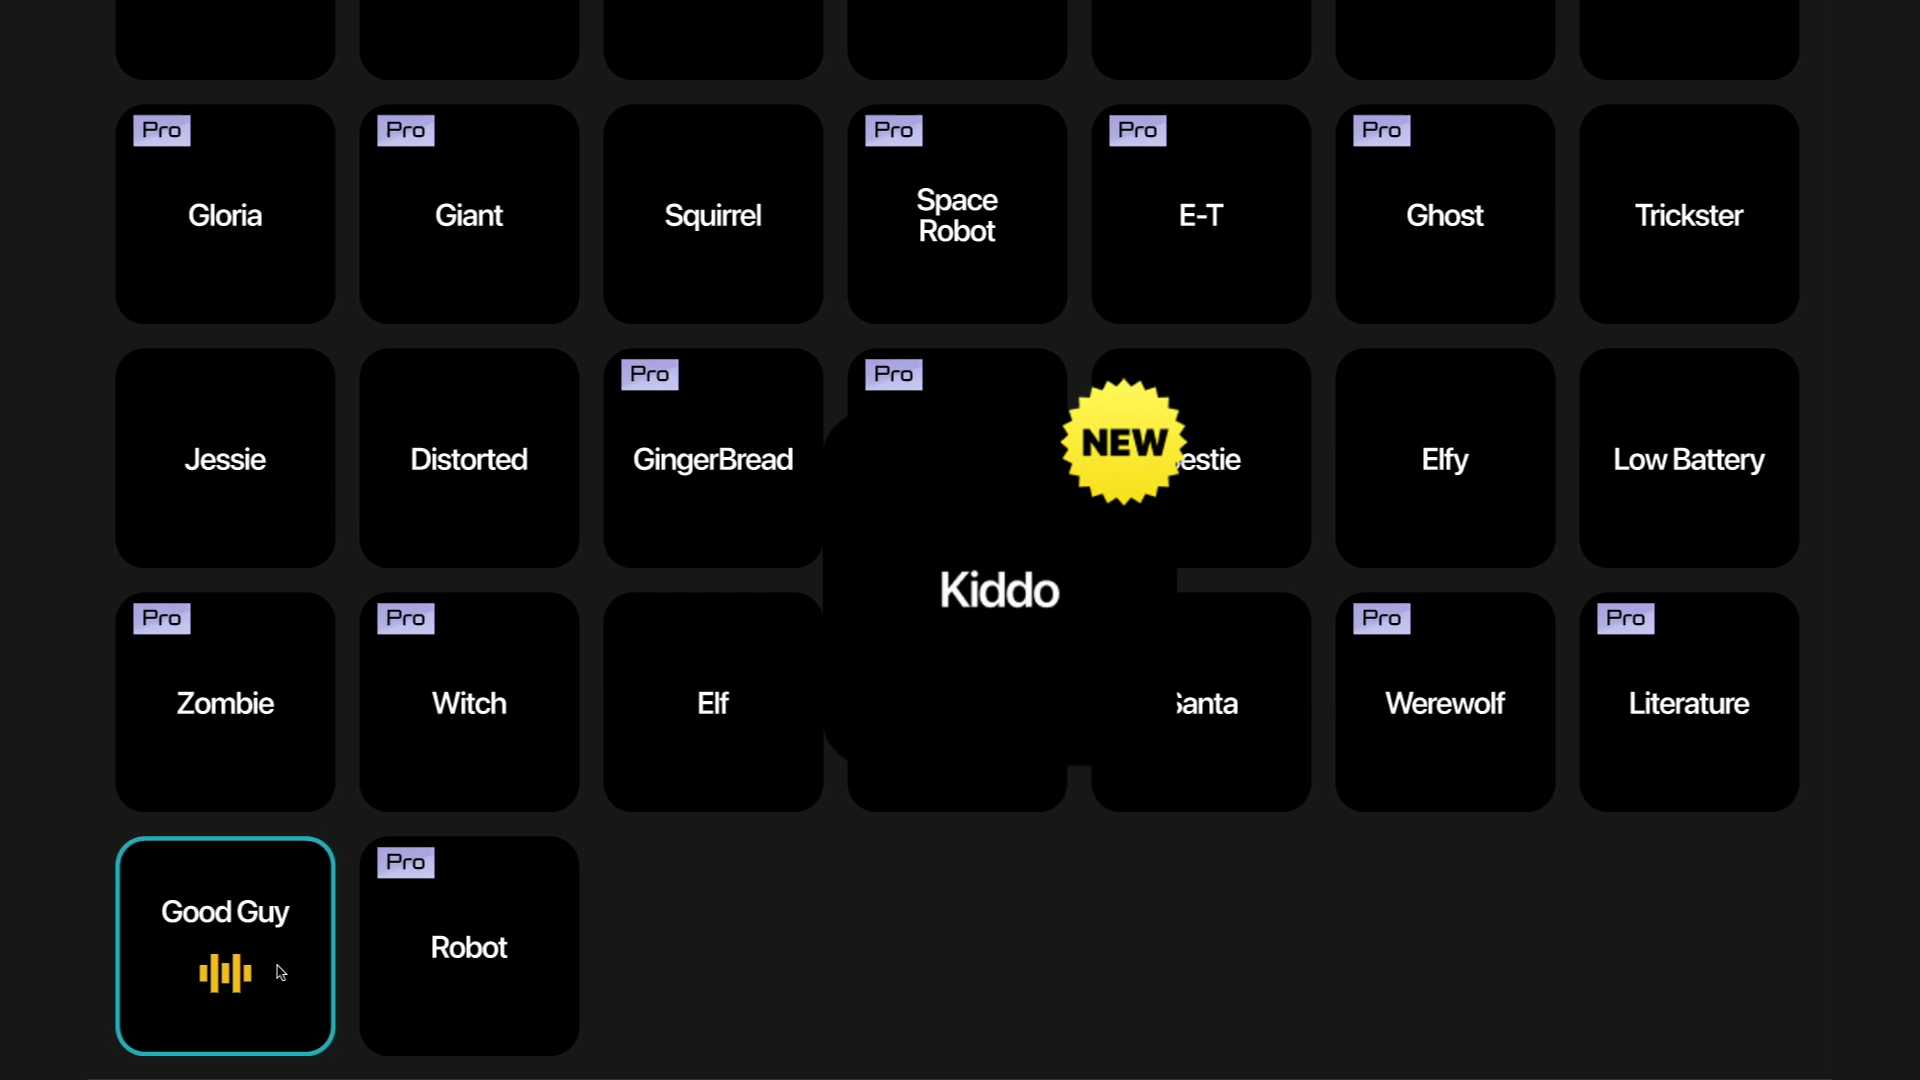 Pro
Pro
Pro
Pro
Pro
Gloria
Giant
Squirrel
Space
Robot
E-T
Ghost
Trickster
Pro
Pro
NEW
Jessie
Distorted
GingerBread
Elfy
Low Battery
Kiddo
Pro
Pro
Pro
Pro
Zombie
Witch
Elf
Santa
Werewolf
Literature
Pro
Good Guy
Robot